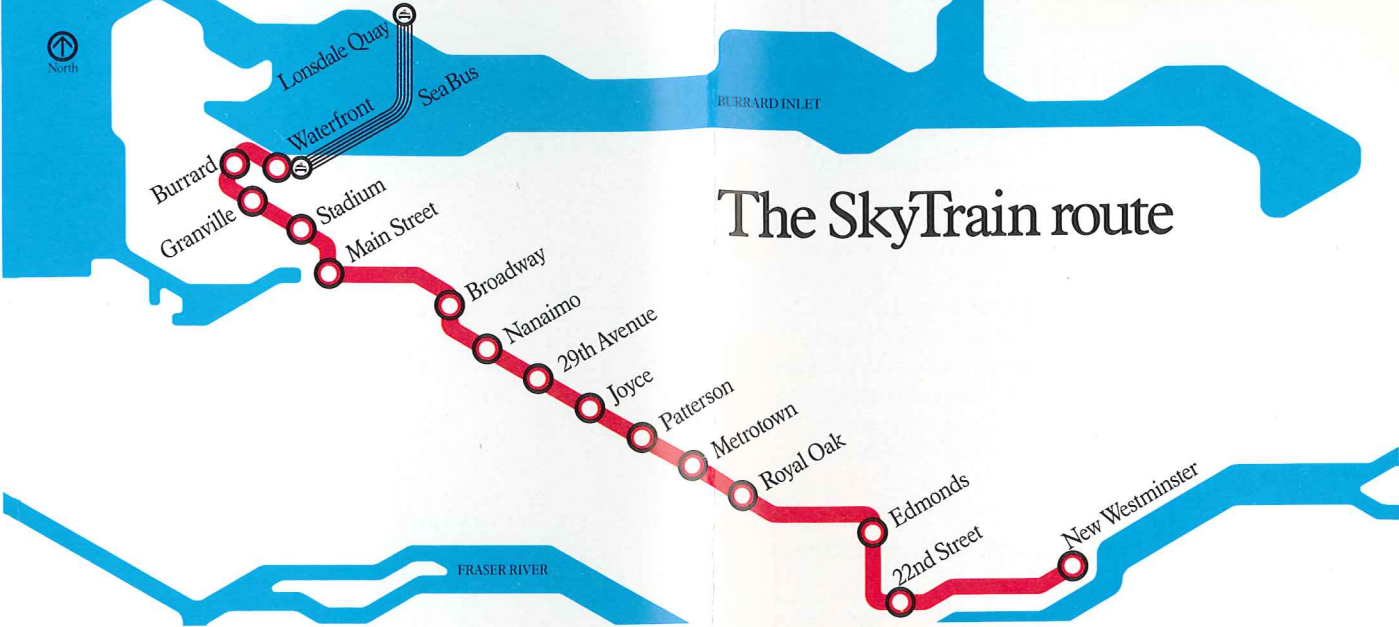 North
Lonsdale Quay
SeaBus
Waterfront
BURRARD INLET
Burrard
The SkyTrain route
Granville
Stadium
Main Street
Broadway
Nanaimo
29th Avenue
Joyce
Patterson
Metrotown
Royal Oak
Edmonds
New Westminster
22nd Street
FRASER RIVER